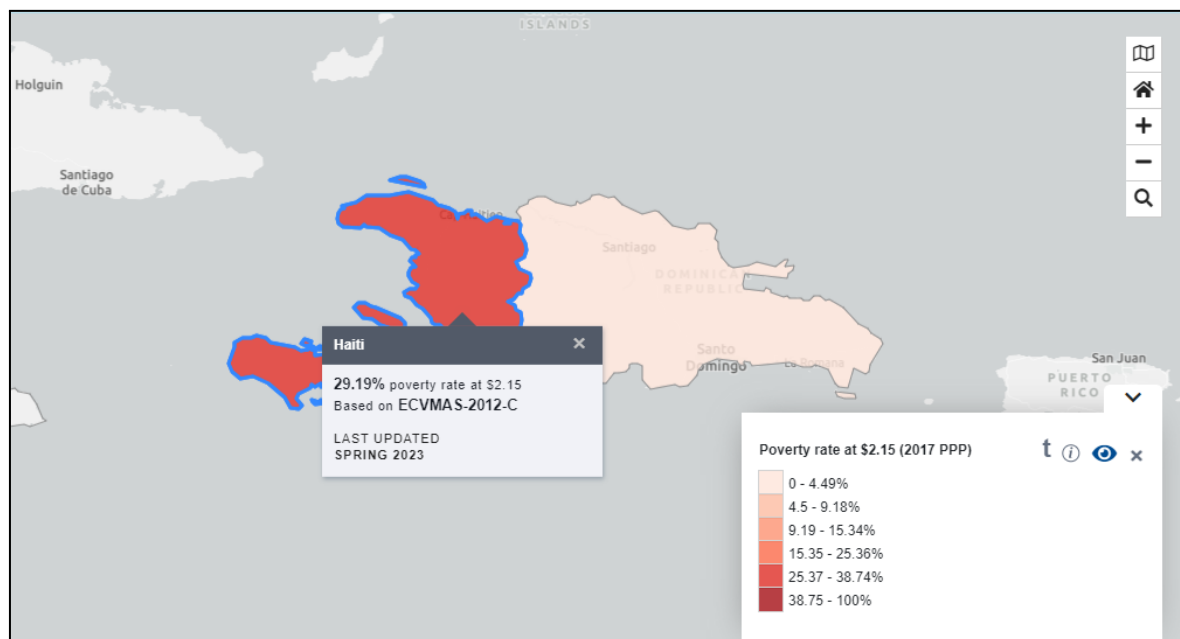 ISLANDS
Holguin
Santiago
de Cuba
Santiago
DOMINICAN
REPUBLIC
Santo
Domingo
La Romana
San Juan
PUERTO
RICO
Haiti
29.19% poverty rate at $2.15
Based on ECVMAS-2012-C
LAST UPDATED
SPRING 2023
Poverty rate at $2.15 (2017 PPP)
t
0 - 4.49%
4.5 - 9.18%
9.19 - 15.34%
15.35 - 25.36%
25.37 - 38.74%
38.75 - 100%